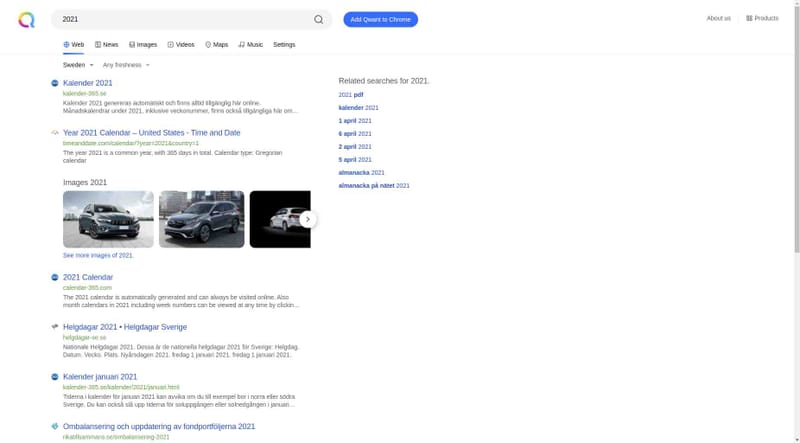 2021
Add Qwant to Chrome
About us
Products
Web
News
Images
Videos
Maps
Music
Settings
Sweden
Any freshness
Kalender 2021
kalender-365.se
Kalender 2021 genereras automatiskt och finns alltid tillgänglig här online.
Månadskalendrar under 2021, inklusive veckonummer, finns också tillgängliga här om...
Year 2021 Calendar – United States - Time and Date
timeanddate.com/calendar/?year=2021&country=1
The year 2021 is a common year, with 365 days in total. Calendar type: Gregorian
calendar
Images 2021
See more images of 2021.
2021 Calendar
calendar-365.com
The 2021 calendar is automatically generated and can always be visited online. Also
month calendars in 2021 including week numbers can be viewed at any time by clickin...
Helgdagar 2021 • Helgdagar Sverige
helgdagar-se.se
Nationale Helgdagar 2021. Dessa är de nationella helgdagar 2021 för Sverige: Helgdag.
Datum. Vecko. Plats. Nyårsdagen 2021. fredag 1 januari 2021. fredag 1 januari 2021.
Kalender januari 2021
kalender-365.se/kalender/2021/januari.html
Tiderna i kalender för januari 2021 kan avvika om du till exempel bor i norra eller södra
Sverige. Du kan också slå upp tiderna för soluppgången eller solnedgången i januari...
Ombalansering och uppdatering av fondportföljerna 2021
rikatillsammans.se/ombalansering-2021
Related searches for 2021.
2021 pdf
kalender 2021
1 april 2021
6 april 2021
2 april 2021
5 april 2021
almanacka 2021
almanacka på nätet 2021